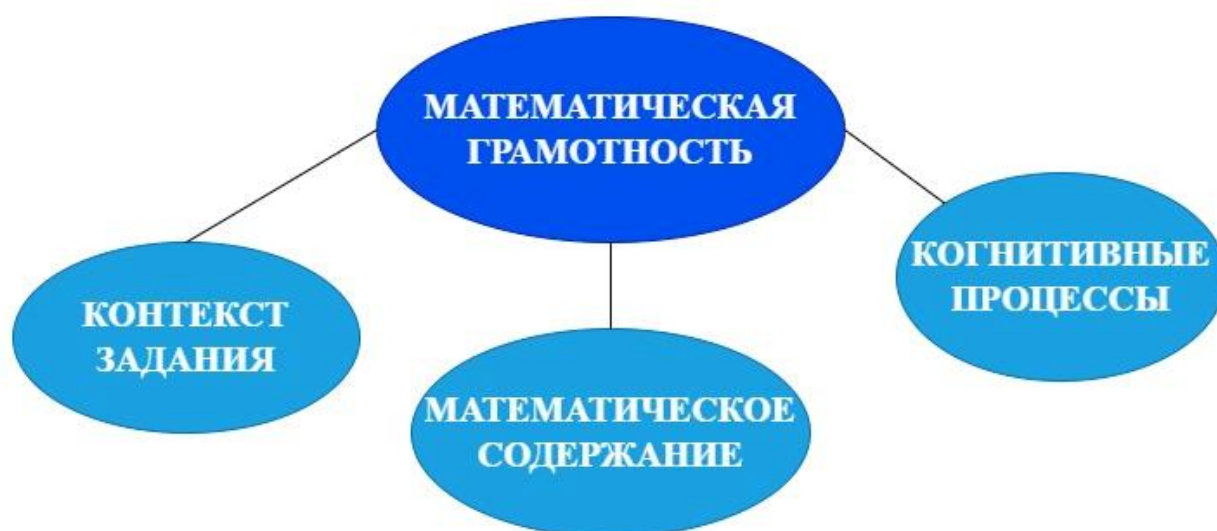 МАТЕМАТИЧЕСКАЯ
ГРАМОТНОСТЬ
КОНТЕКСТ
ЗАДАНИЯ
МАТЕМАТИЧЕСКОЕ
СОДЕРЖАНИЕ
КОГНИТИВНЫЕ
ПРОЦЕССЫ